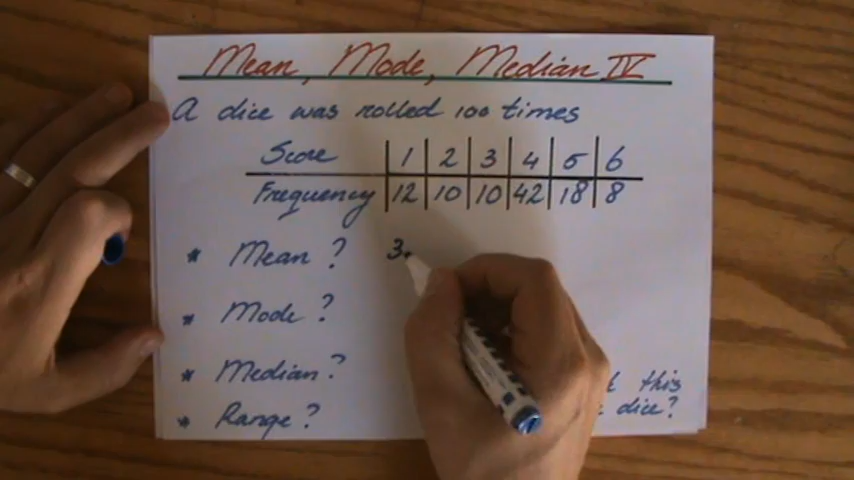 Mean, Mode, Median IV
A dice was rolled 100 times
Score 1 2 3 4 5 6
Frequency 12 10 10 42 18 8
* Mean ? 3.
* Mode ?
* Median ?
* Range ?
this
dice?